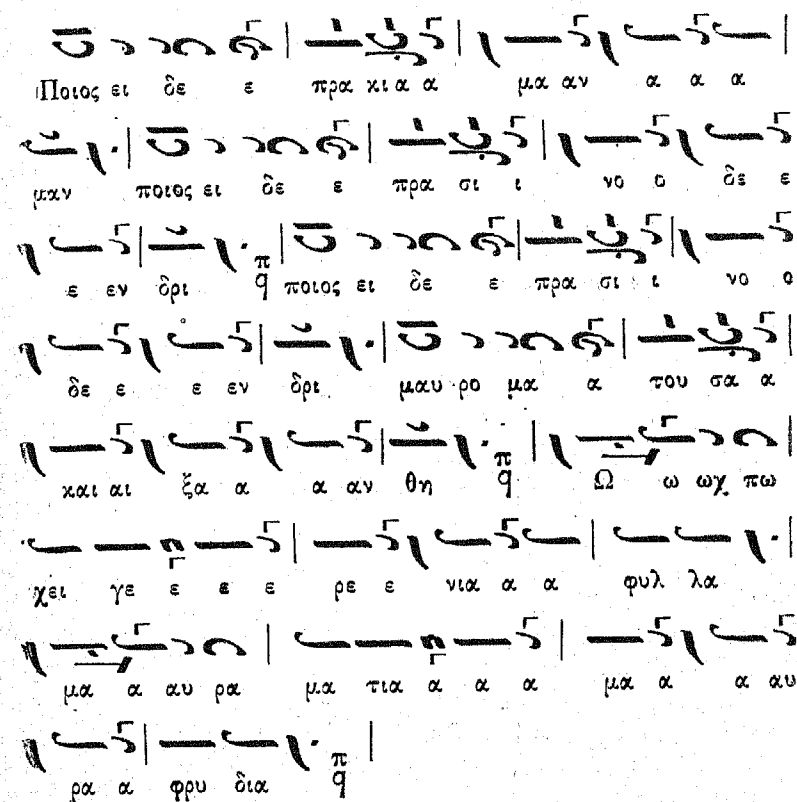 Ποιος ει δε ε πρα κι α α μα αν α α α
μαν ποιος ει δε ε πρα σι ι νο ο δε ε
ε εν δρι π q ποιος ει δε ε πρα σι ι νο ο
δε ε ε εν δρι μαυ ρο μα α του σα α
και αι ξα α α αν θη π q Ω ω ωχ πω
χει γε ε ε ε ρε ε νια α α φυλ λα
μα α αυ ρα μα τια α α α μα α α αυ
ρα α φρυ δια π q